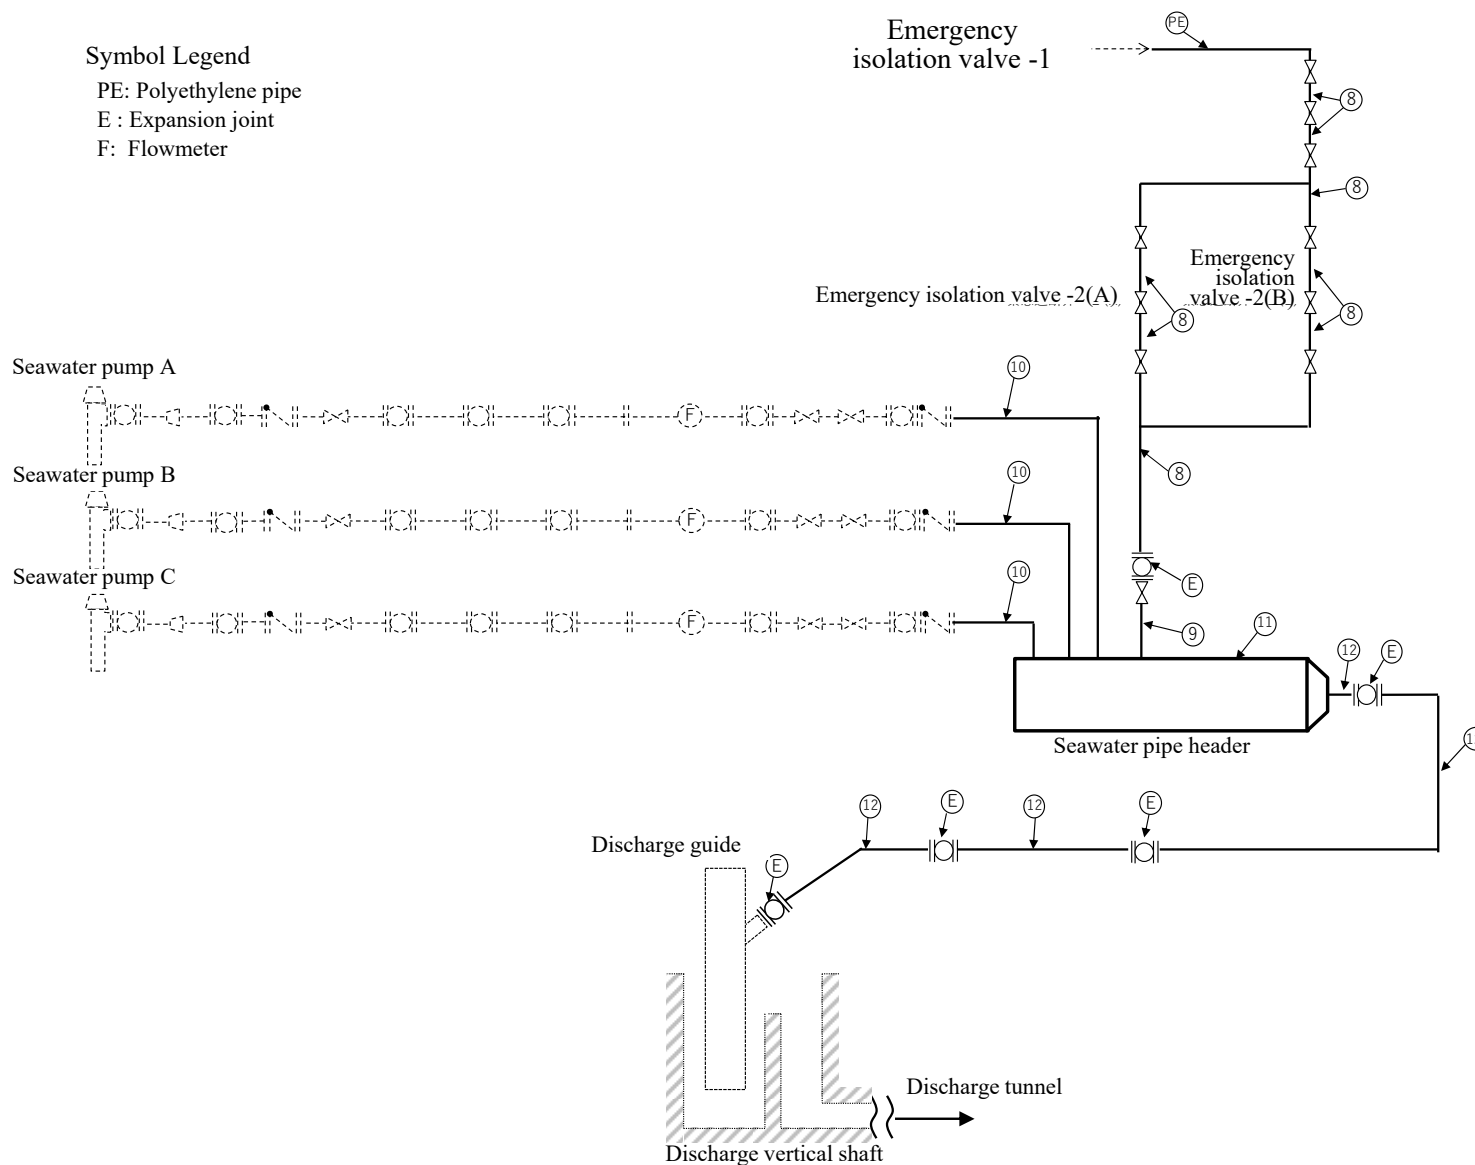 Emergency
isolation valve -1
PE
Symbol Legend
PE: Polyethylene pipe
E : Expansion joint
F: Flowmeter
8
8
Emergency
isolation
valve -2(B)
Emergency isolation valve -2(A)
8
8
Seawater pump A
10
F
Seawater pump B
10
8
F
Seawater pump C
10
E
F
9
11
12
E
Seawater pipe header
12
E
12
E
Discharge guide
E
Discharge tunnel
Discharge vertical shaft